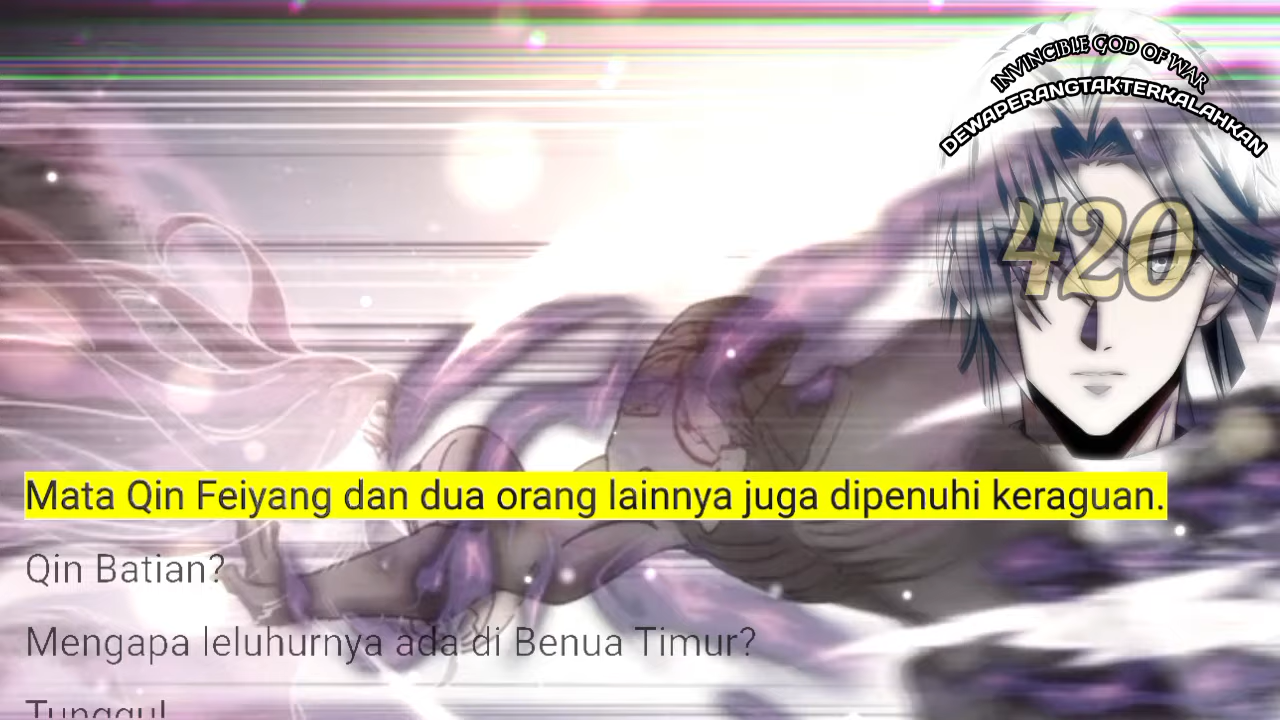 INVINCIBLE GOD OF WAR
DEWAPERANGTAKTERKALAHKAN
420
Mata Qin Feiyang dan dua orang lainnya juga dipenuhi keraguan.
Qin Batian?
Mengapa leluhurnya ada di Benua Timur?
Tunggu!